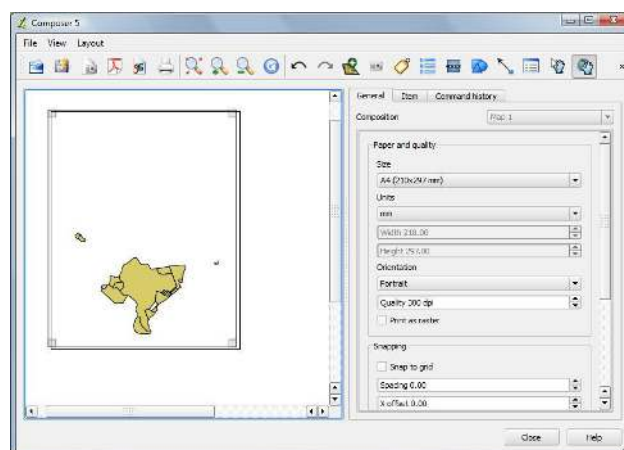 Composer 5
File View Layout
General Item Command history
Composition Map 1
Paper and quality
Size
A4 (210x297 mm)
Units
mm
Width 210.00
Height 297.00
Orientation
Portrait
Quality 300 dpi
Print as raster
Snapping
Snap to grid
Spacing 0.00
X offset 0.00
Close Help